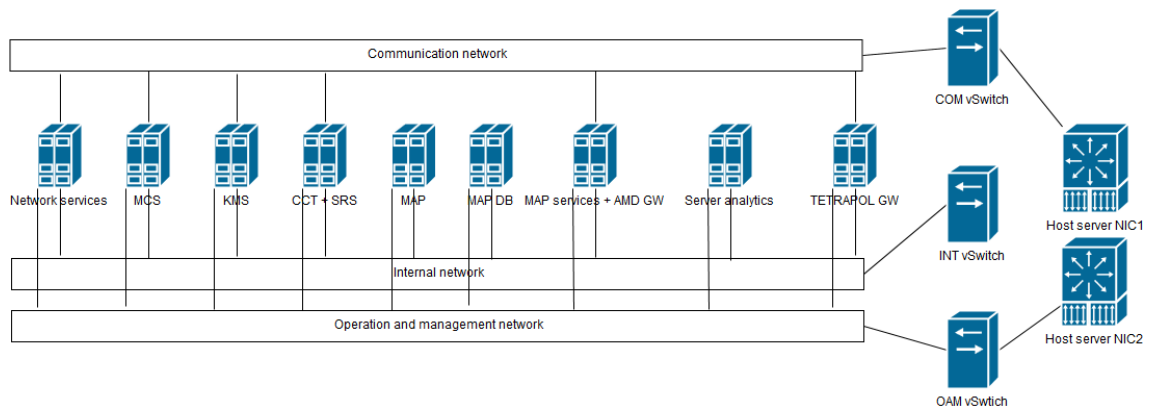 Communication network
COM vSwitch
Network services
MCS
KMS
CCT + SRS
MAP
MAP DB
MAP services + AMD GW
Server analytics
TETRAPOL GW
Host server NIC1
INT vSwitch
Internal network
Operation and management network
Host server NIC2
OAM vSwtich